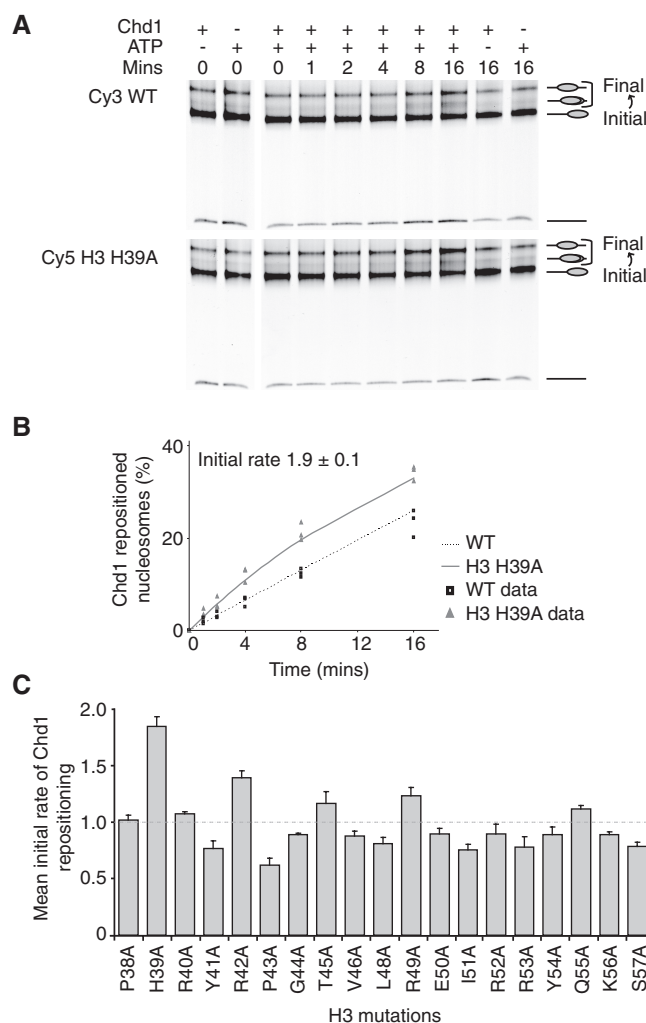 A
Chd1 + - + + + + + + + -
ATP - + + + + + + + - +
Mins 0 0 0 1 2 4 8 16 16 16
Cy3 WT
Final
Initial
Cy5 H3 H39A
Final
Initial
B
Chd1 repositioned
nucleosomes (%)
40
20
0
Initial rate 1.9 ± 0.1
0 4 8 12 16
Time (mins)
WT
H3 H39A
WT data
H3 H39A data
C
Mean initial rate of Chd1
repositioning
2.0
1.5
1.0
0.5
0
P38A
H39A
R40A
Y41A
R42A
P43A
G44A
T45A
V46A
L48A
R49A
E50A
I51A
R52A
R53A
Y54A
Q55A
K56A
S57A
H3 mutations